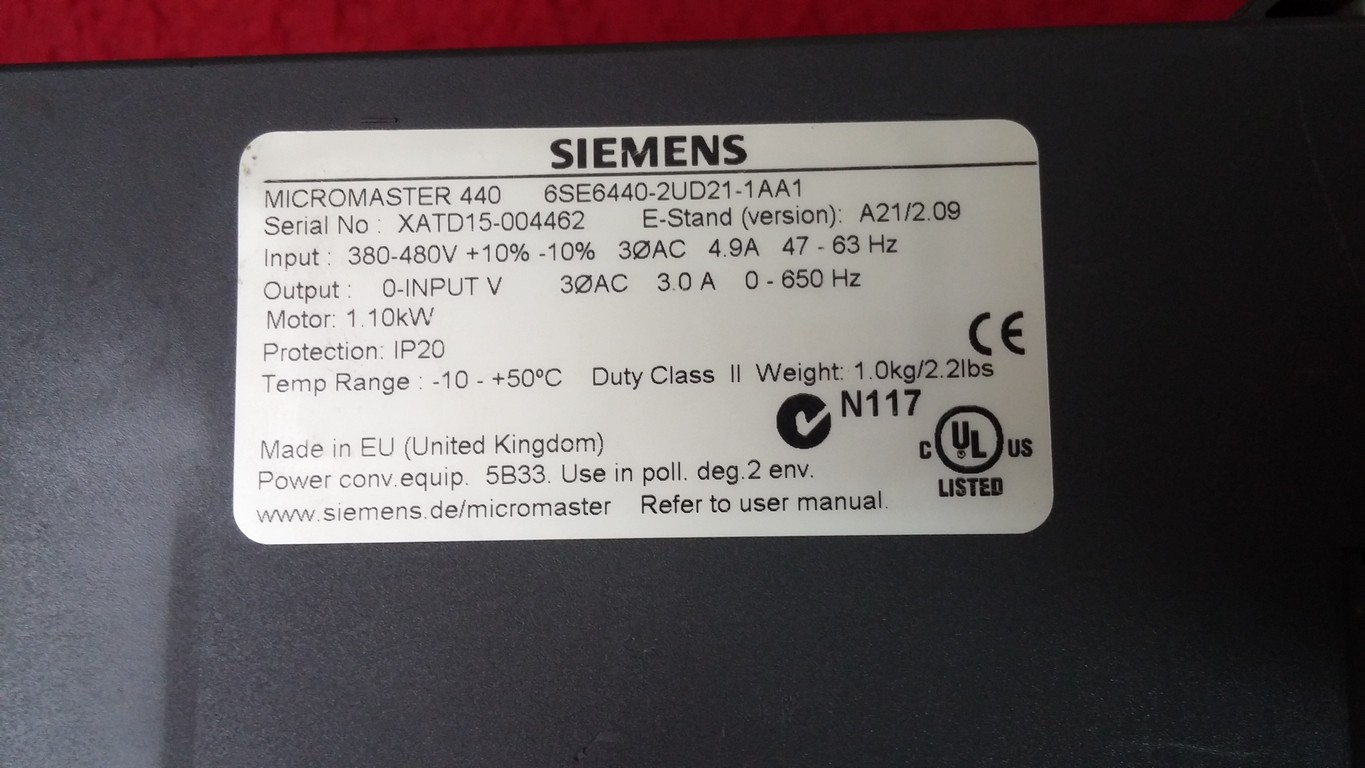 SIEMENS
MICROMASTER 440 6SE6440-2UD21-1AA1
Serial No : XATD15-004462 E-Stand (version): A21/2.09
Input : 380-480V +10% -10% 3ØAC 4.9A 47 - 63 Hz
Output : 0-INPUT V 3ØAC 3.0 A 0 - 650 Hz
Motor: 1.10kW
Protection: IP20
CE
Temp Range : -10 - +50ºC Duty Class II Weight: 1.0kg/2.2lbs
N117
C UL US
LISTED
Made in EU (United Kingdom)
Power conv.equip. 5B33. Use in poll. deg.2 env.
www.siemens.de/micromaster Refer to user manual.